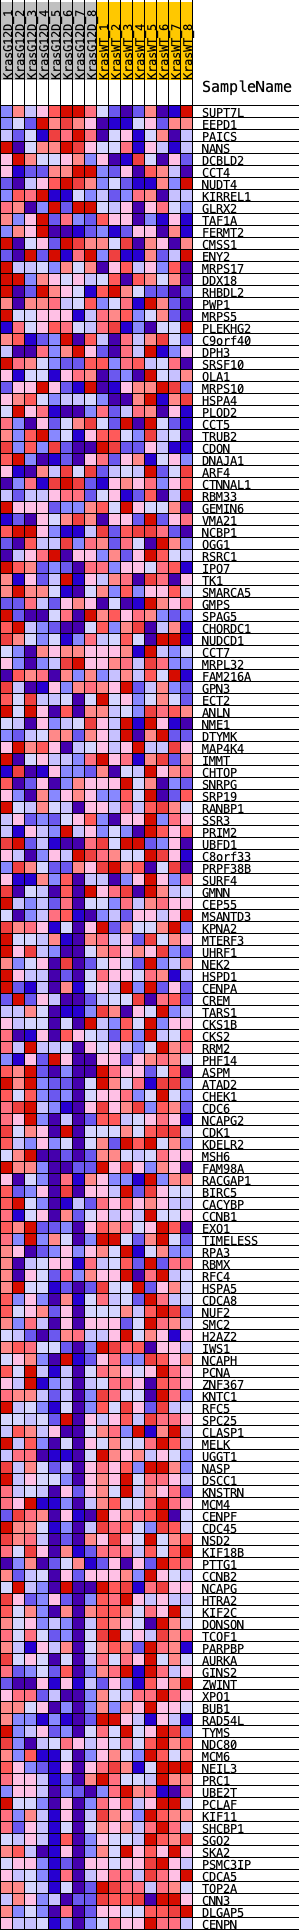 KrasG12D_1
KrasG12D_2
KrasG12D_3
KrasG12D_4
KrasG12D_5
KrasG12D_6
KrasG12D_7
KrasG12D_8
KrasWT_1
KrasWT_2
KrasWT_3
KrasWT_4
KrasWT_5
KrasWT_6
KrasWT_7
KrasWT_8
SampleName
SUPT7L
EEPD1
PAICS
NANS
DCBLD2
CCT4
NUDT4
KIRREL1
GLRX2
TAF1A
FERMT2
CMSS1
ENY2
MRPS17
DDX18
RHBDL2
PWP1
MRPS5
PLEKHG2
C9orf40
DPH3
SRSF10
OLA1
MRPS10
HSPA4
PLOD2
CCT5
TRUB2
CDON
DNAJA1
ARF4
CTNNAL1
RBM33
GEMIN6
VMA21
NCBP1
OGG1
RSRC1
IPO7
TK1
SMARCA5
GMPS
SPAG5
CHORDC1
NUDCD1
CCT7
MRPL32
FAM216A
GPN3
ECT2
ANLN
NME1
DTYMK
MAP4K4
IMMT
CHTOP
SNRPG
SRP19
RANBP1
SSR3
PRIM2
UBFD1
C8orf33
PRPF38B
SURF4
GMNN
CEP55
MSANTD3
KPNA2
MTERF3
UHRF1
NEK2
HSPD1
CENPA
CREM
TARS1
CKS1B
CKS2
RRM2
PHF14
ASPM
ATAD2
CHEK1
CDC6
NCAPG2
CDK1
KDELR2
MSH6
FAM98A
RACGAP1
BIRC5
CACYBP
CCNB1
EXO1
TIMELESS
RPA3
RBMX
RFC4
HSPA5
CDCA8
NUF2
SMC2
H2AZ2
IWS1
NCAPH
PCNA
ZNF367
KNTC1
RFC5
SPC25
CLASP1
MELK
UGGT1
NASP
DSCC1
KNSTRN
MCM4
CENPF
CDC45
NSD2
KIF18B
PTTG1
CCNB2
NCAPG
HTRA2
KIF2C
DONSON
TCOF1
PARPBP
AURKA
GINS2
ZWINT
XPO1
BUB1
RAD54L
TYMS
NDC80
MCM6
NEIL3
PRC1
UBE2T
PCLAF
KIF11
SHCBP1
SGO2
SKA2
PSMC3IP
CDCA5
TOP2A
CNN3
DLGAP5
CENPN